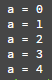 a = 0
a = 1
a = 2
a = 3
a = 4